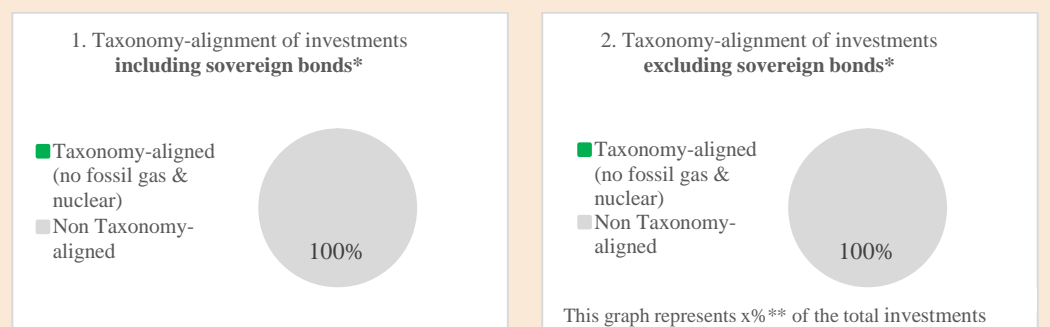 1. Taxonomy-alignment of investments
including sovereign bonds*
Taxonomy-aligned
(no fossil gas &
nuclear)
Non Taxonomy-
aligned
100%
2. Taxonomy-alignment of investments
excluding sovereign bonds*
Taxonomy-aligned
(no fossil gas &
nuclear)
Non Taxonomy-
aligned
100%
This graph represents x%** of the total investments